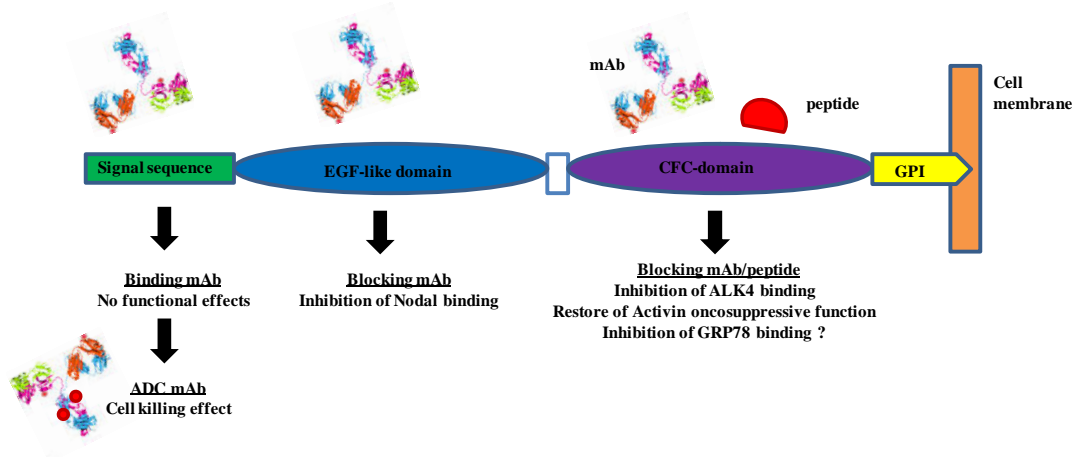 mAb
peptide
Cell
membrane
Signal sequence
EGF-like domain
CFC-domain
GPI
Binding mAb
No functional effects
Blocking mAb
Inhibition of Nodal binding
Blocking mAb/peptide
Inhibition of ALK4 binding
Restore of Activin oncosuppressive function
Inhibition of GRP78 binding ?
ADC mAb
Cell killing effect